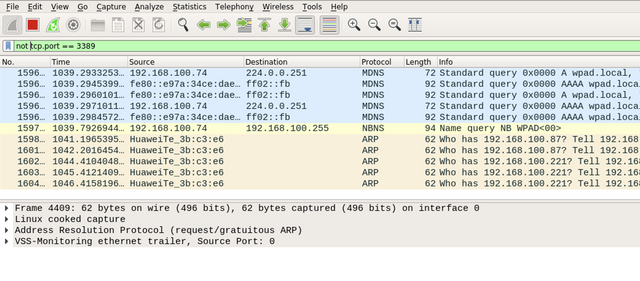 File Edit View Go Capture Analyze Statistics Telephony Wireless Tools Help
not tcp.port == 3389
No. Time Source Destination Protocol Length Info
1596… 1039.2933253… 192.168.100.74 224.0.0.251 MDNS 72 Standard query 0x0000 A wpad.local,
1596… 1039.2945399… fe80::e97a:34ce:dae… ff02::fb MDNS 92 Standard query 0x0000 AAAA wpad.loca
1596… 1039.2960101… fe80::e97a:34ce:dae… ff02::fb MDNS 92 Standard query 0x0000 A wpad.local,
1596… 1039.2971011… 192.168.100.74 224.0.0.251 MDNS 72 Standard query 0x0000 AAAA wpad.loca
1596… 1039.2984572… fe80::e97a:34ce:dae… ff02::fb MDNS 92 Standard query 0x0000 AAAA wpad.loca
1597… 1039.7926944… 192.168.100.74 192.168.100.255 NBNS 94 Name query NB WPAD<00>
1598… 1041.1965395… HuaweiTe_3b:c3:e6 ARP 62 Who has 192.168.100.87? Tell 192.168
1601… 1042.2016454… HuaweiTe_3b:c3:e6 ARP 62 Who has 192.168.100.87? Tell 192.168
1602… 1044.4104048… HuaweiTe_3b:c3:e6 ARP 62 Who has 192.168.100.221? Tell 192.16
1603… 1045.4121409… HuaweiTe_3b:c3:e6 ARP 62 Who has 192.168.100.221? Tell 192.16
1604… 1046.4158196… HuaweiTe_3b:c3:e6 ARP 62 Who has 192.168.100.221? Tell 192.16
Frame 4409: 62 bytes on wire (496 bits), 62 bytes captured (496 bits) on interface 0
Linux cooked capture
Address Resolution Protocol (request/gratuitous ARP)
VSS-Monitoring ethernet trailer, Source Port: 0